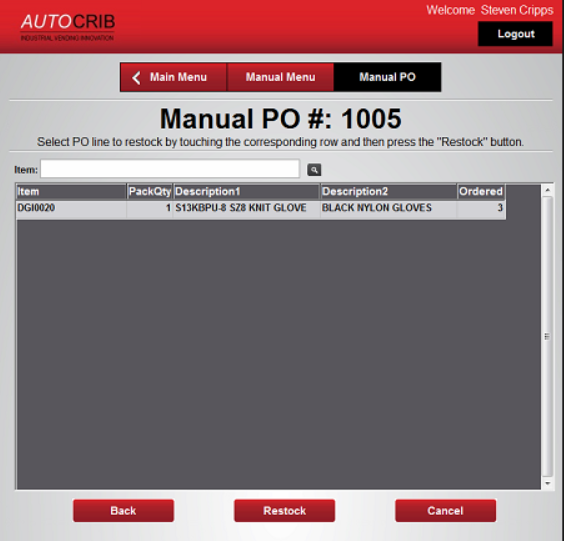 Welcome Steven Cripps
AUTOCRIB
INDUSTRIAL VENDING INNOVATION
Logout
Main Menu
Manual Menu
Manual PO
Manual PO #: 1005
Select PO line to restock by touching the corresponding row and then press the "Restock" button.
Item:
Item PackQty Description1 Description2 Ordered
DGI0020 1 S13KBPU-8 SZ8 KNIT GLOVE BLACK NYLON GLOVES 3
Back
Restock
Cancel